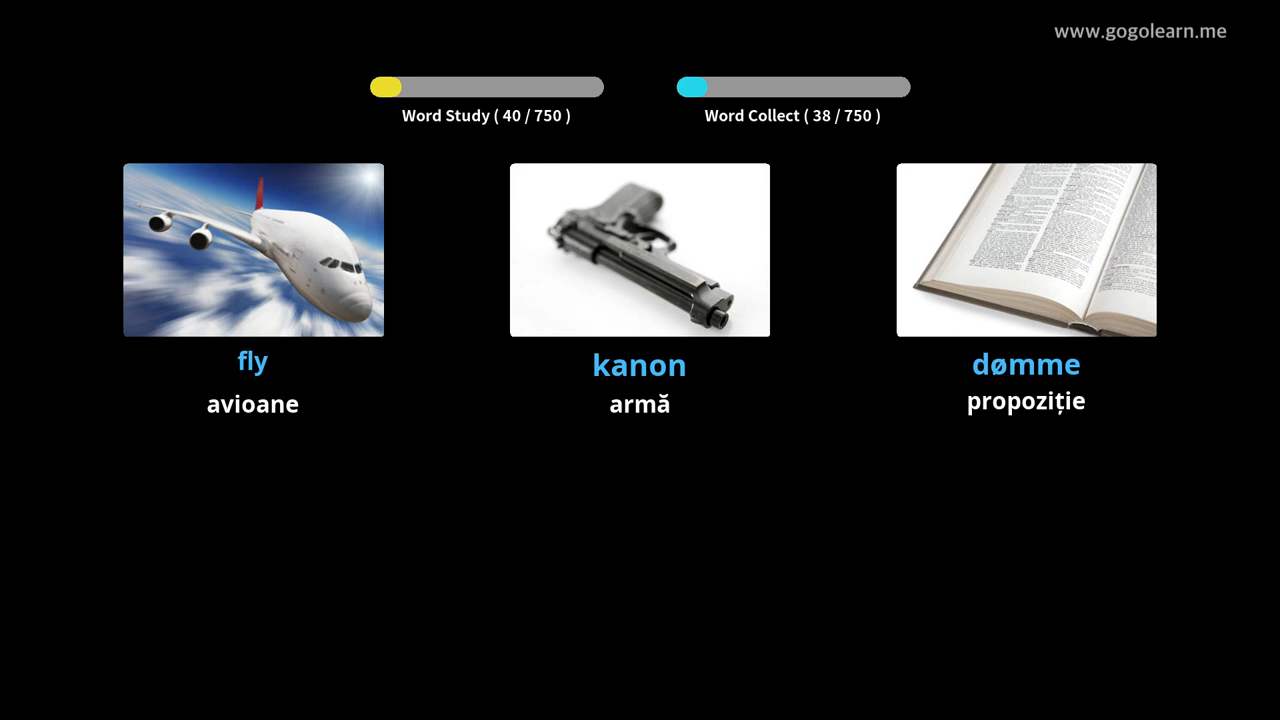 www.gogolearn.me
Word Study ( 40 / 750 )
Word Collect ( 38 / 750 )
fly
kanon
dømme
avioane
armă
propoziție